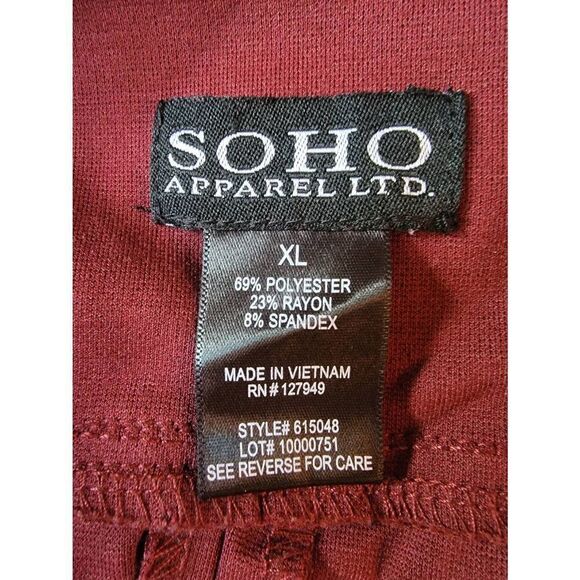 SOHO
APPAREL LTD.
XL
69% POLYESTER
23% RAYON
8% SPANDEX
MADE IN VIETNAM
RN# 127949
STYLE# 615048
LOT# 10000751
SEE REVERSE FOR CARE